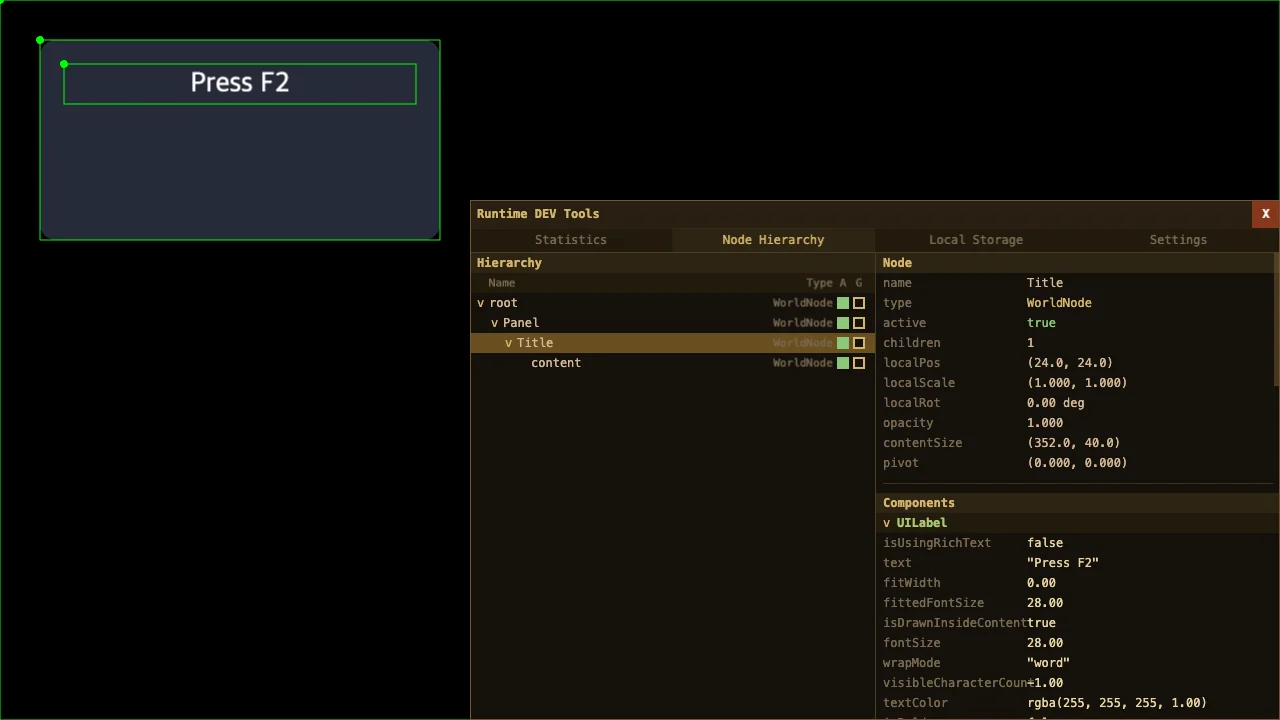 Press F2
Runtime DEV Tools X
Statistics Node Hierarchy Local Storage Settings
Hierarchy
Name Type A G
v root WorldNode
v Panel WorldNode
v Title WorldNode
content WorldNode
Node
name Title
type WorldNode
active true
children 1
localPos (24.0, 24.0)
localScale (1.000, 1.000)
localRot 0.00 deg
opacity 1.000
contentSize (352.0, 40.0)
pivot (0.000, 0.000)
Components
v UILabel
isUsingRichText false
text "Press F2"
fitWidth 0.00
fittedFontSize 28.00
isDrawnInsideContent true
fontSize 28.00
wrapMode "word"
visibleCharacterCount -1.00
textColor rgba(255, 255, 255, 1.00)